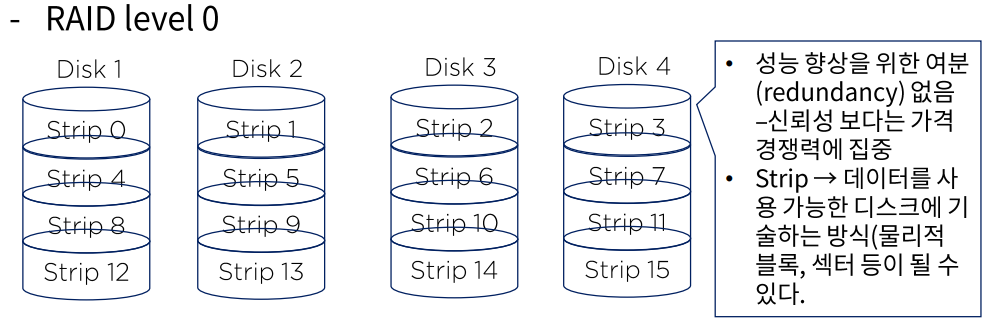 - RAID level 0
Disk 1 Disk 2 Disk 3 Disk 4
Strip 0 Strip 1 Strip 2 Strip 3
Strip 4 Strip 5 Strip 6 Strip 7
Strip 8 Strip 9 Strip 10 Strip 11
Strip 12 Strip 13 Strip 14 Strip 15
• 성능 향상을 위한 여분
(redundancy) 없음
–신뢰성 보다는 가격
경쟁력에 집중
• Strip → 데이터를 사
용 가능한 디스크에 기
술하는 방식(물리적
블록, 섹터 등이 될 수
있다.